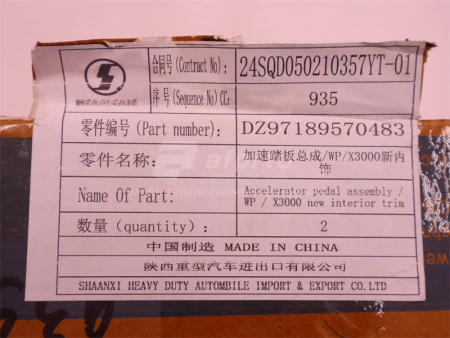 合同号(Contract No): 24SQD050210357YT-01
序号(Sequence No)CG: 935
零件编号(Part number): DZ97189570483
零件名称: 加速踏板总成/WP/X3000新内饰
Name Of Part: Accelerator pedal assembly / WP / X3000 new interior trim
数量(quantity): 2
中国制造 MADE IN CHINA
陕西重型汽车进出口有限公司
SHAANXI HEAVY DUTY AUTOMBILE IMPORT & EXPORT CO.LTD